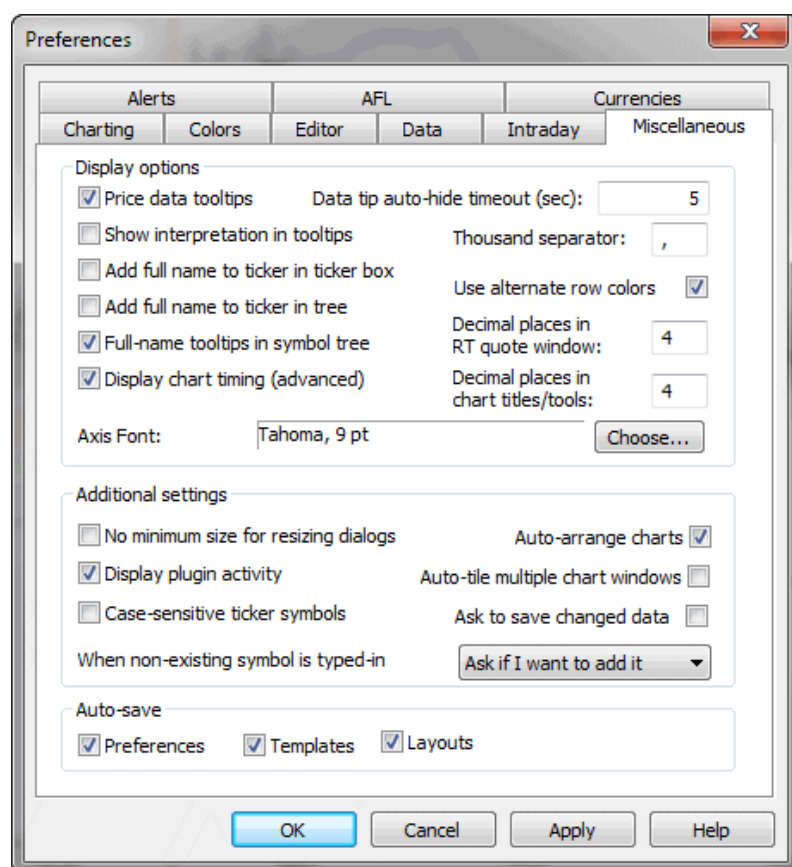 Preferences
Alerts AFL Currencies
Charting Colors Editor Data Intraday Miscellaneous
Display options
Price data tooltips Data tip auto-hide timeout (sec): 5
Show interpretation in tooltips Thousand separator: ,
Add full name to ticker in ticker box
Use alternate row colors
Add full name to ticker in tree
Decimal places in
RT quote window: 4
Full-name tooltips in symbol tree
Display chart timing (advanced)
Decimal places in
chart titles/tools: 4
Axis Font: Tahoma, 9 pt Choose...
Additional settings
No minimum size for resizing dialogs Auto-arrange charts
Display plugin activity Auto-tile multiple chart windows
Case-sensitive ticker symbols Ask to save changed data
When non-existing symbol is typed-in Ask if I want to add it
Auto-save
Preferences Templates Layouts
OK Cancel Apply Help